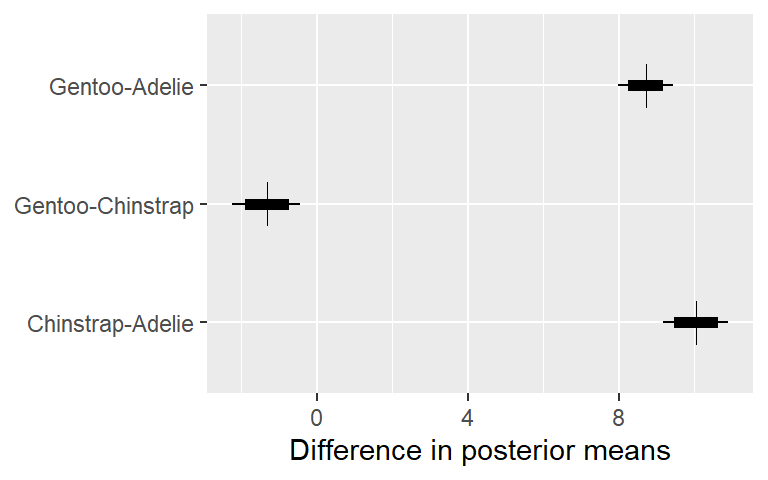 Gentoo-Adelie
Gentoo-Chinstrap
Chinstrap-Adelie
0 4 8
Difference in posterior means